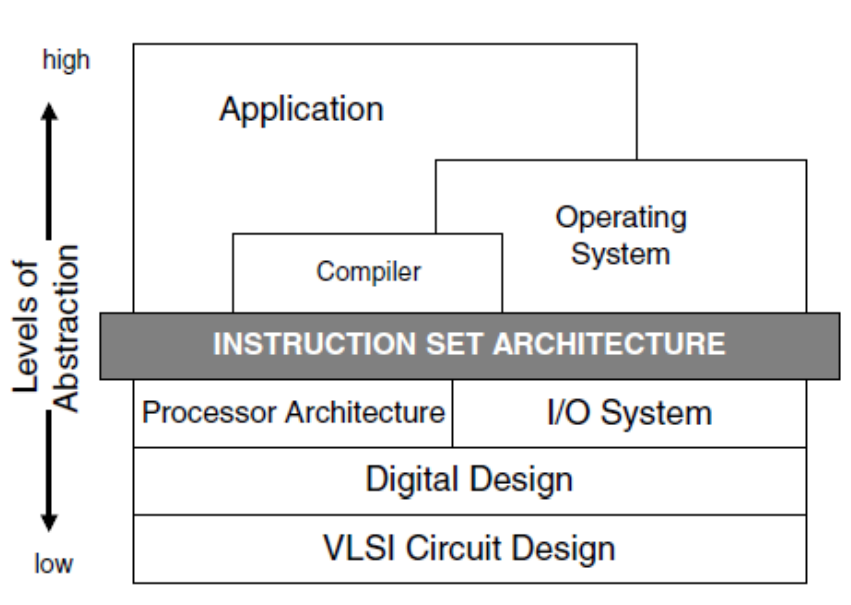 high
Application
Operating
System
Compiler
Levels of
Abstraction
INSTRUCTION SET ARCHITECTURE
Processor Architecture
I/O System
Digital Design
VLSI Circuit Design
low